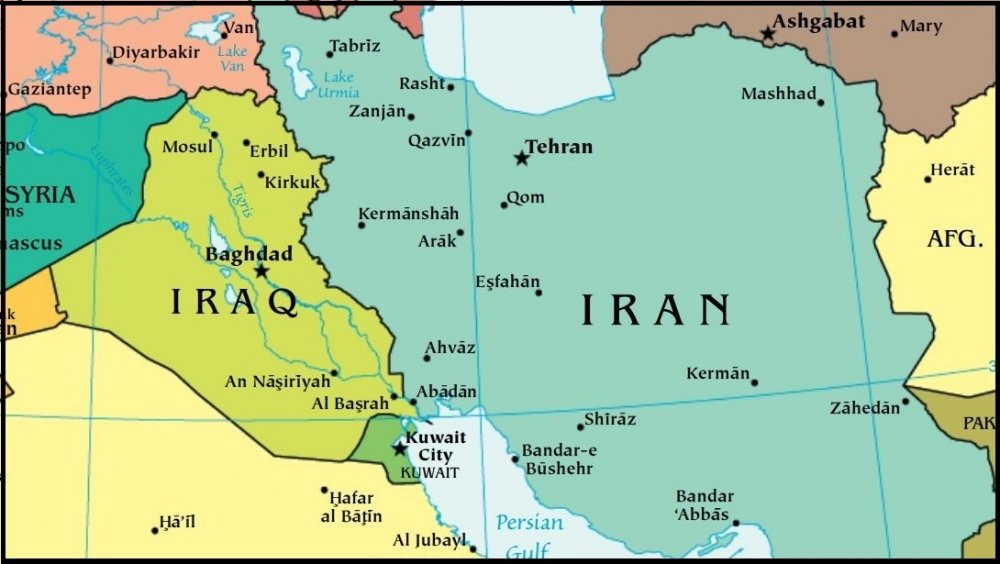 Ashgabat
Mary
Van
Diyarbakir
Lake
Van
Tabrīz
Lake
Urmia
Gaziantep
Rasht
Mashhad
Zanjān
Qazvīn
Mosul
Erbil
Tehran
Kirkuk
Herāt
Euphrates
Tigris
SYRIA
Qom
Kermānshāh
Arāk
AFG.
Baghdad
Eşfahān
IRAQ
IRAN
Ahvāz
An Nāşirīyah
Abādān
Al Başrah
Kermān
Zāhedān
Shīrāz
PAK
Kuwait
City
KUWAIT
Bandar-e
Būshehr
Ḩafar
al Bāţīn
Ḩā'īl
Bandar
'Abbās
Persian
Gulf
Al Jubayl